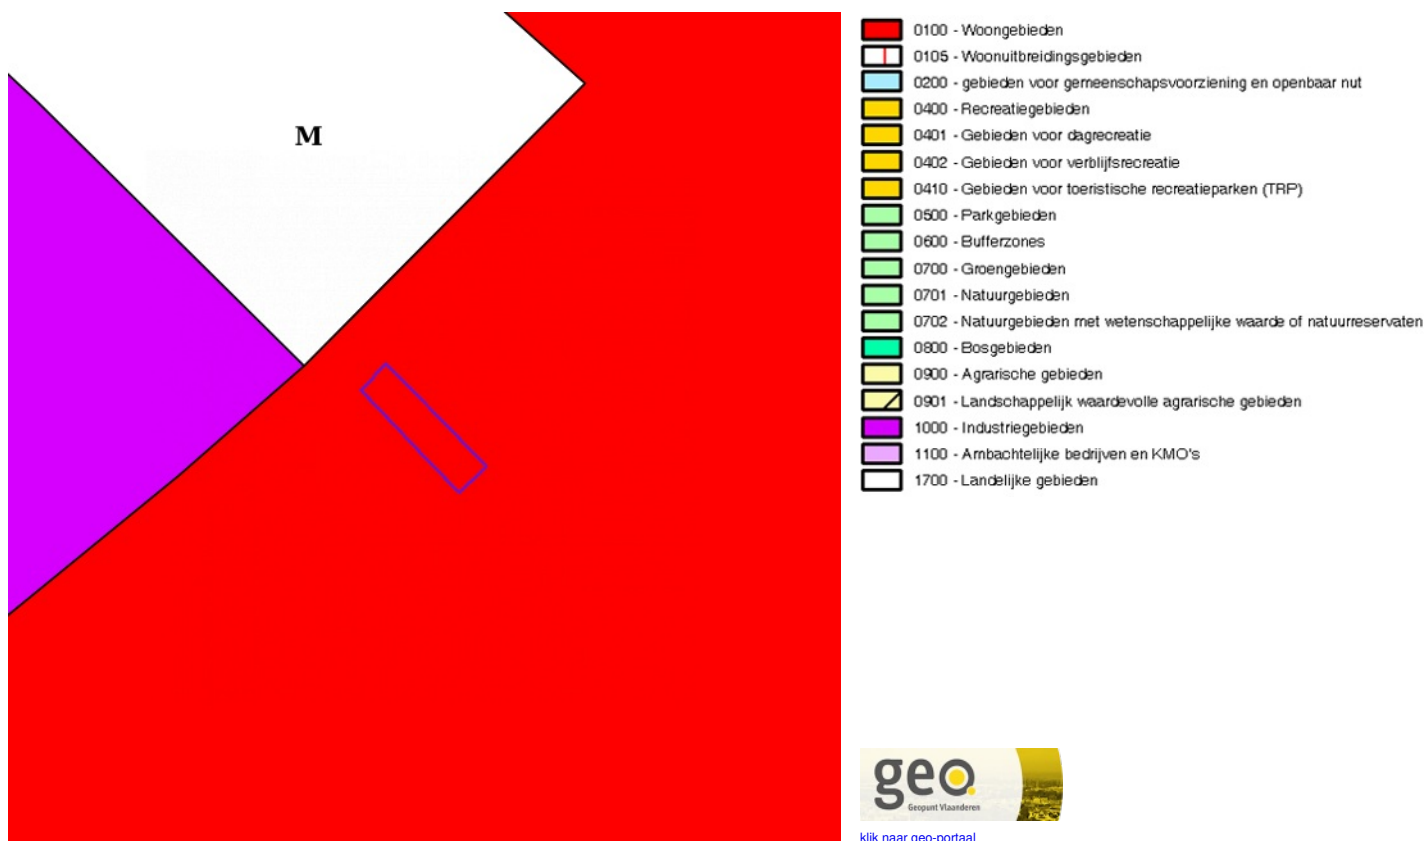 M
0100 - Woongebieden
0105 - Woonuitbreidingsgebieden
0200 - gebieden voor gemeenschapsvoorziening en openbaar nut
0400 - Recreatiegebieden
0401 - Gebieden voor dagrecreatie
0402 - Gebieden voor verblijfsrecreatie
0410 - Gebieden voor toeristische recreatieparken (TRP)
0500 - Parkgebieden
0600 - Bufferzones
0700 - Groengebieden
0701 - Natuurgebieden
0702 - Natuurgebieden met wetenschappelijke waarde of natuurreservaten
0800 - Bosgebieden
0900 - Agrarische gebieden
0901 - Landschappelijk waardevolle agrarische gebieden
1000 - Industriegebieden
1100 - Ambachtelijke bedrijven en KMO's
1700 - Landelijke gebieden
geo
Geopunt Vlaanderen
klik naar geo-portaal